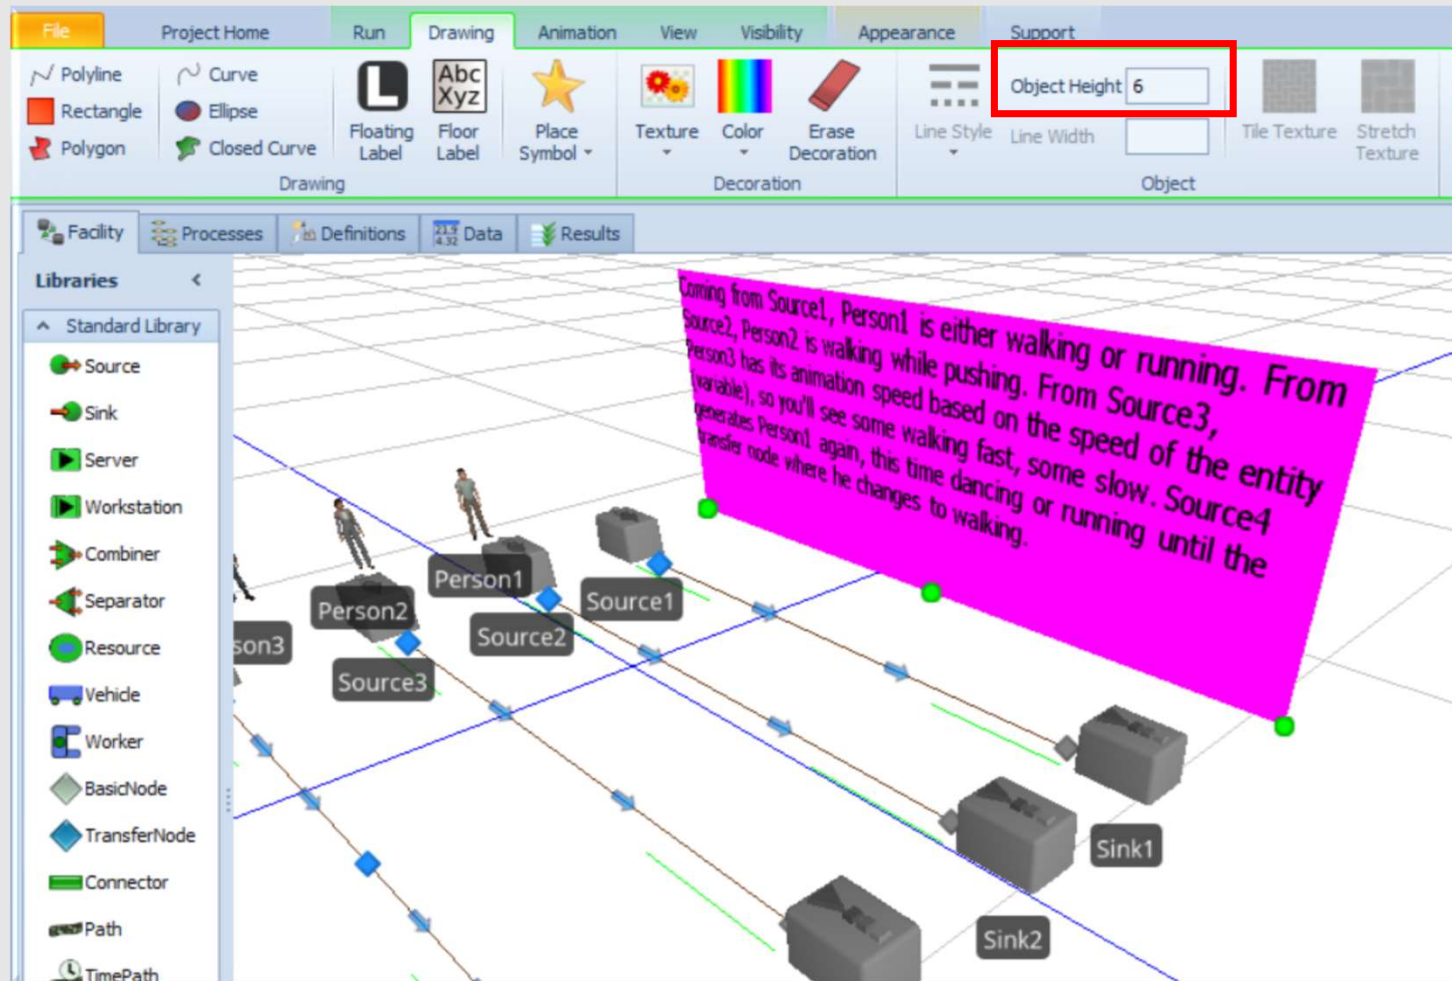 File
Project Home
Run
Drawing
Animation
View
Visibility
Appearance
Support
Polyline
Rectangle
Polygon
Curve
Ellipse
Closed Curve
L
Floating
Label
Abc
Xyz
Floor
Label
Place
Symbol
Drawing
Texture
Color
Erase
Decoration
Decoration
Line Style
Object Height 6
Line Width
Tile Texture
Stretch
Texture
Object
Facility
Processes
Definitions
Data
Results
Libraries
Standard Library
Source
Sink
Server
Workstation
Combiner
Separator
Resource
Vehicle
Worker
BasicNode
TransferNode
Connector
Path
TimePath
Coming from Source1, Person1 is either walking or running. From
Source2, Person2 is walking while pushing. From Source3,
Person3 has its animation speed based on the speed of the entity
(variable), so you'll see some walking fast, some slow. Source4
generates Person1 again, this time dancing or running until the
transfer node where he changes to walking.
Person1
Source1
Person2
Source2
son3
Source3
Sink1
Sink2